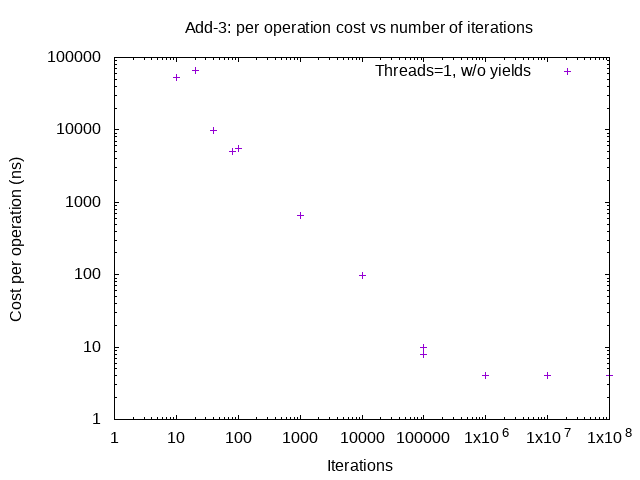 Add-3: per operation cost vs number of iterations
Threads=1, w/o yields
Cost per operation (ns)
100000
10000
1000
100
10
1
1 10 100 1000 10000 100000 1x10^6 1x10^7 1x10^8
Iterations